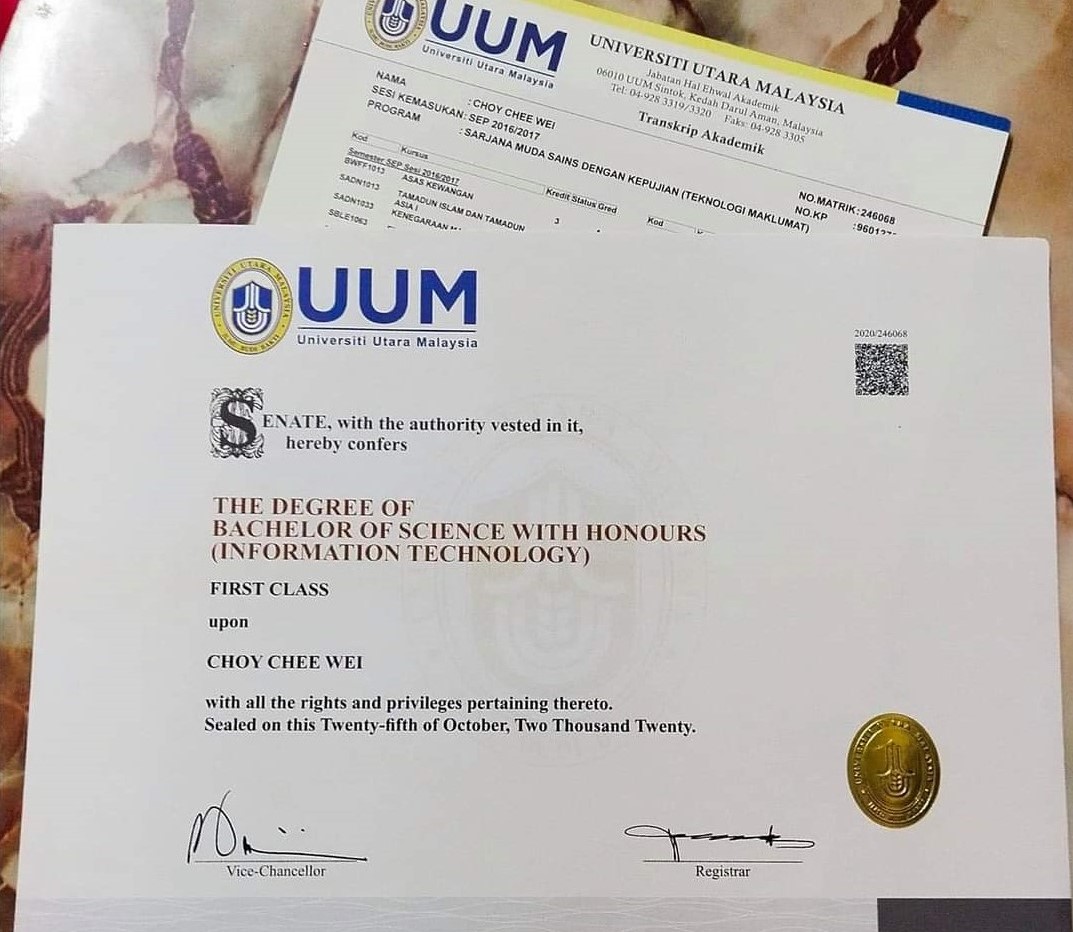 UUM
Universiti Utara Malaysia
UNIVERSITI UTARA MALAYSIA
Jabatan Hal Ehwal Akademik
06010 UUM Sintok, Kedah Darul Aman, Malaysia
Tel: 04-928 3319/3320 Faks: 04-928 3305
Transkrip Akademik
NAMA : CHOY CHEE WEI
SESI KEMASUKAN : SEP 2016/2017
PROGRAM : SARJANA MUDA SAINS DENGAN KEPUJIAN (TEKNOLOGI MAKLUMAT)
NO.MATRIK : 246068
NO.KP
Kod Kursus Kredit Status Gred Kod
Semester SEP Sesi 2016/2017
BWFF1013 ASAS KEWANGAN 3
SADN1013 TAMADUN ISLAM DAN TAMADUN
ASIA I
SADN1033 KENEGARAAN
SBLE1063
UUM
Universiti Utara Malaysia
UNIVERSITI UTARA MALAYSIA
ILMU BUDI BAKTI
2020/246068
SENATE, with the authority vested in it,
hereby confers
THE DEGREE OF
BACHELOR OF SCIENCE WITH HONOURS
(INFORMATION TECHNOLOGY)
FIRST CLASS
upon
CHOY CHEE WEI
with all the rights and privileges pertaining thereto.
Sealed on this Twenty-fifth of October, Two Thousand Twenty.
Vice-Chancellor
Registrar